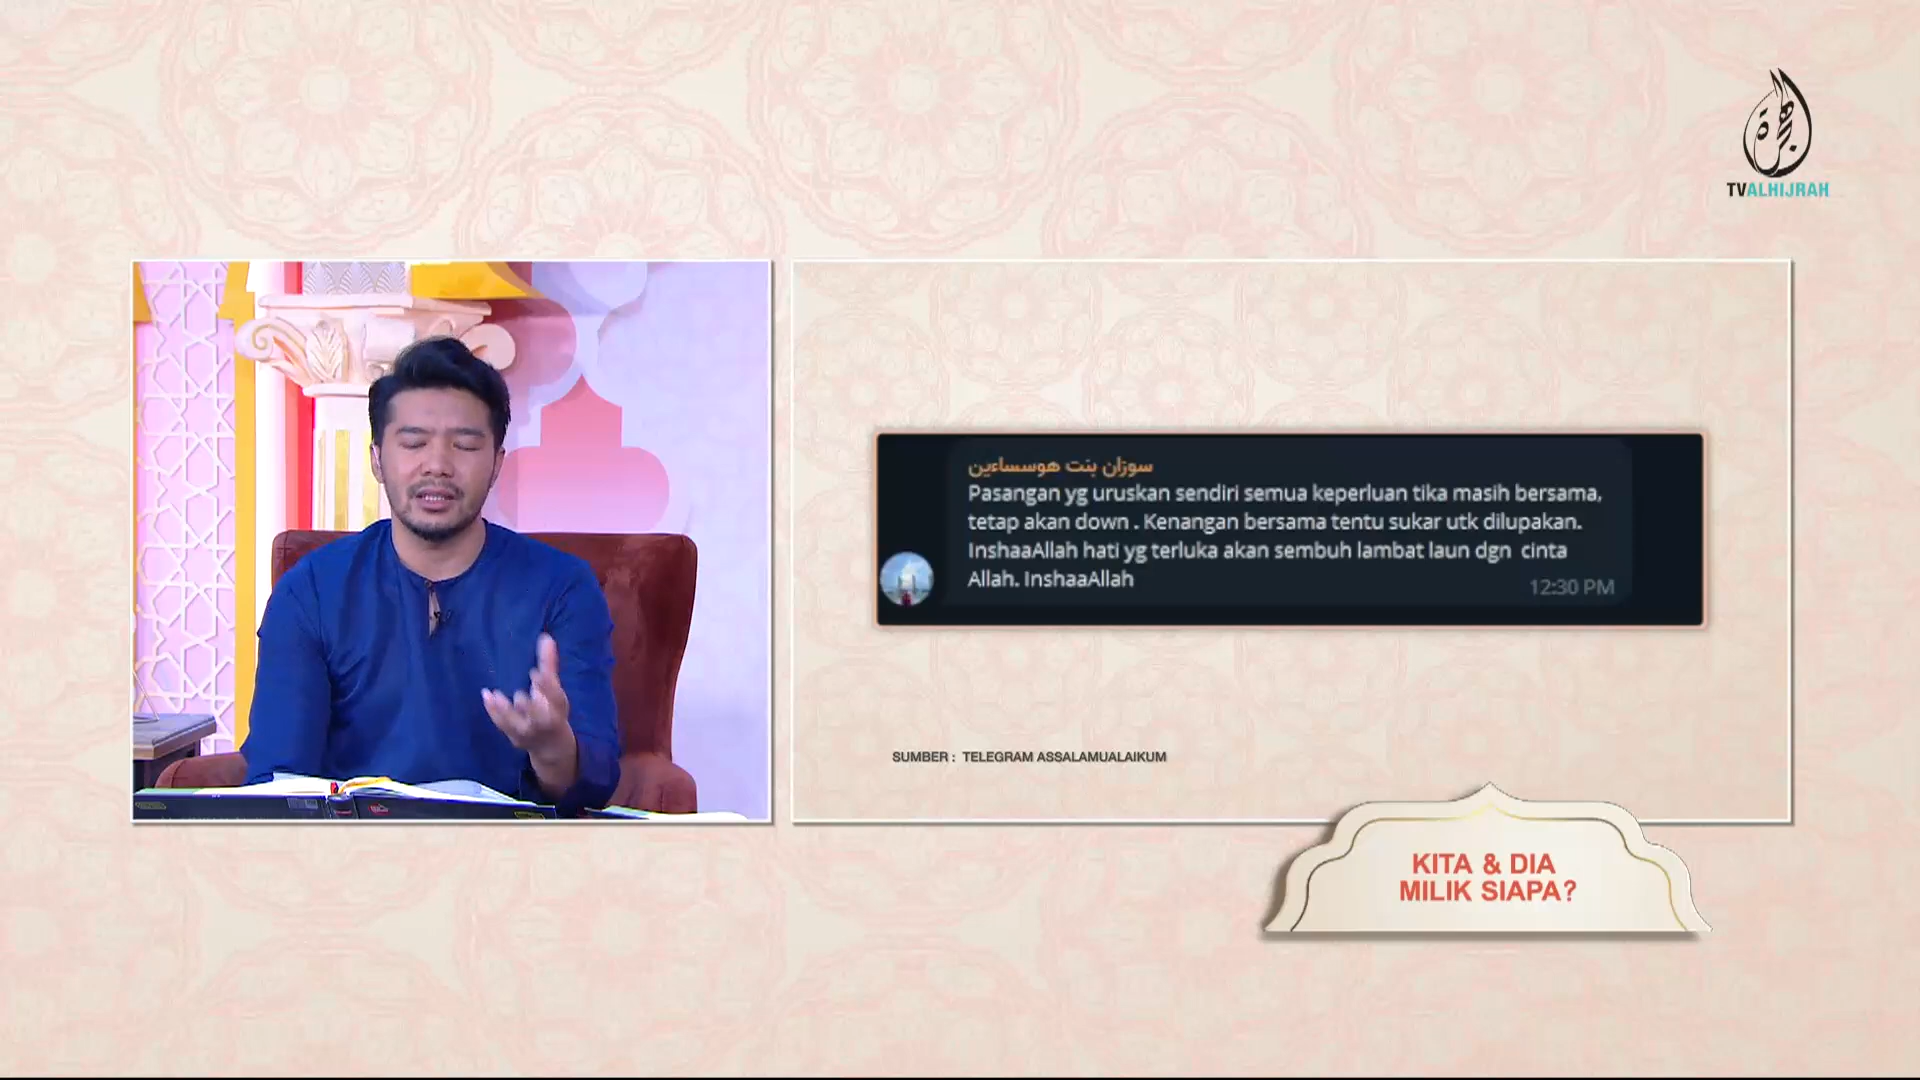 هجرة
TVALHIJRAH
سوزان بنت هوسساءين
Pasangan yg uruskan sendiri semua keperluan tika masih bersama,
tetap akan down . Kenangan bersama tentu sukar utk dilupakan.
InshaaAllah hati yg terluka akan sembuh lambat laun dgn cinta
Allah. InshaaAllah
12:30 PM
SUMBER : TELEGRAM ASSALAMUALAIKUM
KITA & DIA
MILIK SIAPA?